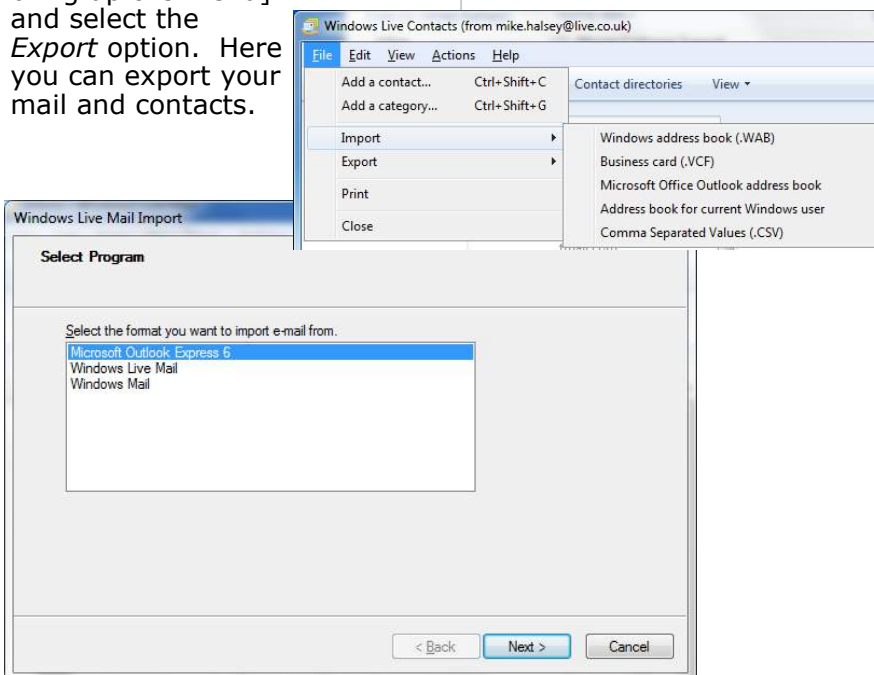 and select the
Export option.  Here
you can export your
mail and contacts.
Windows Live Contacts (from mike.halsey@live.co.uk)
File Edit View Actions Help
Add a contact... Ctrl+Shift+C
Add a category... Ctrl+Shift+G
Import
Export
Print
Close
Contact directories View
Windows address book (.WAB)
Business card (.VCF)
Microsoft Office Outlook address book
Address book for current Windows user
Comma Separated Values (.CSV)
Windows Live Mail Import
Select Program
Select the format you want to import e-mail from.
Microsoft Outlook Express 6
Windows Live Mail
Windows Mail
< Back
Next >
Cancel